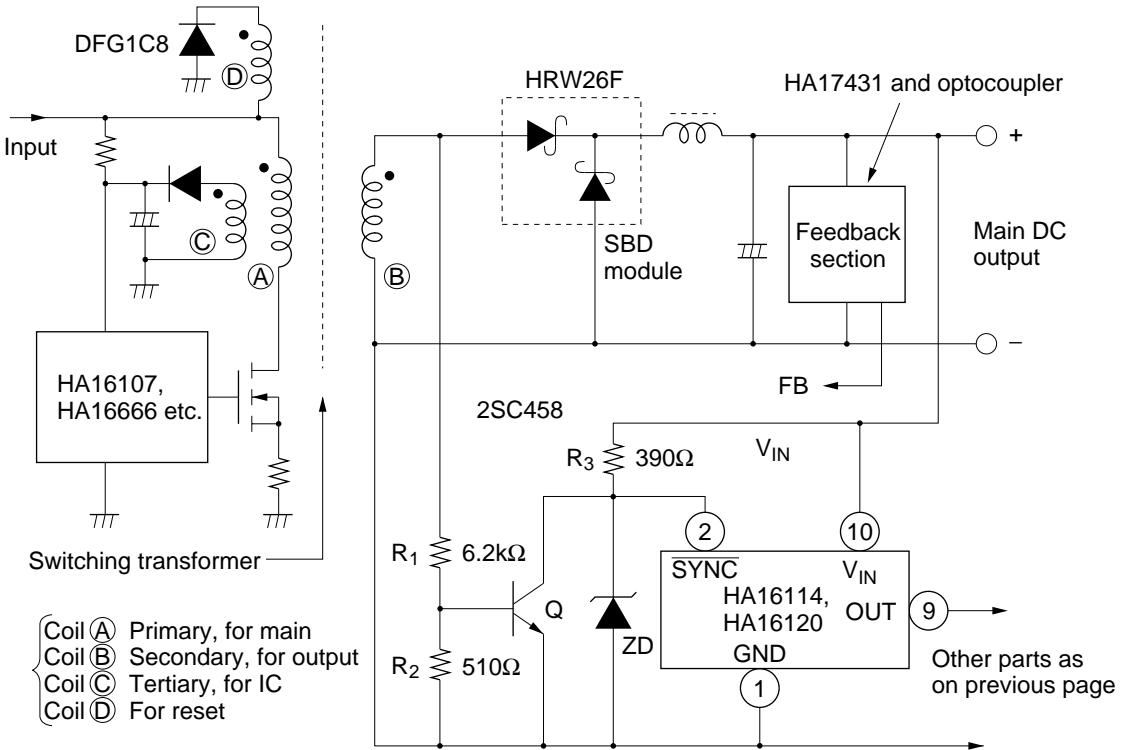 DFG1C8
D
HRW26F
HA17431 and optocoupler
Input
+
C
A
B
SBD
module
Feedback
section
Main DC
output
−
HA16107,
HA16666 etc.
FB
2SC458
R3 390Ω
VIN
2
10
Switching transformer
R1 6.2kΩ
SYNC
VIN
HA16114,
HA16120
OUT
9
Q
ZD
Coil A Primary, for main
Coil B Secondary, for output
Coil C Tertiary, for IC
Coil D For reset
R2 510Ω
GND
1
Other parts as
on previous page